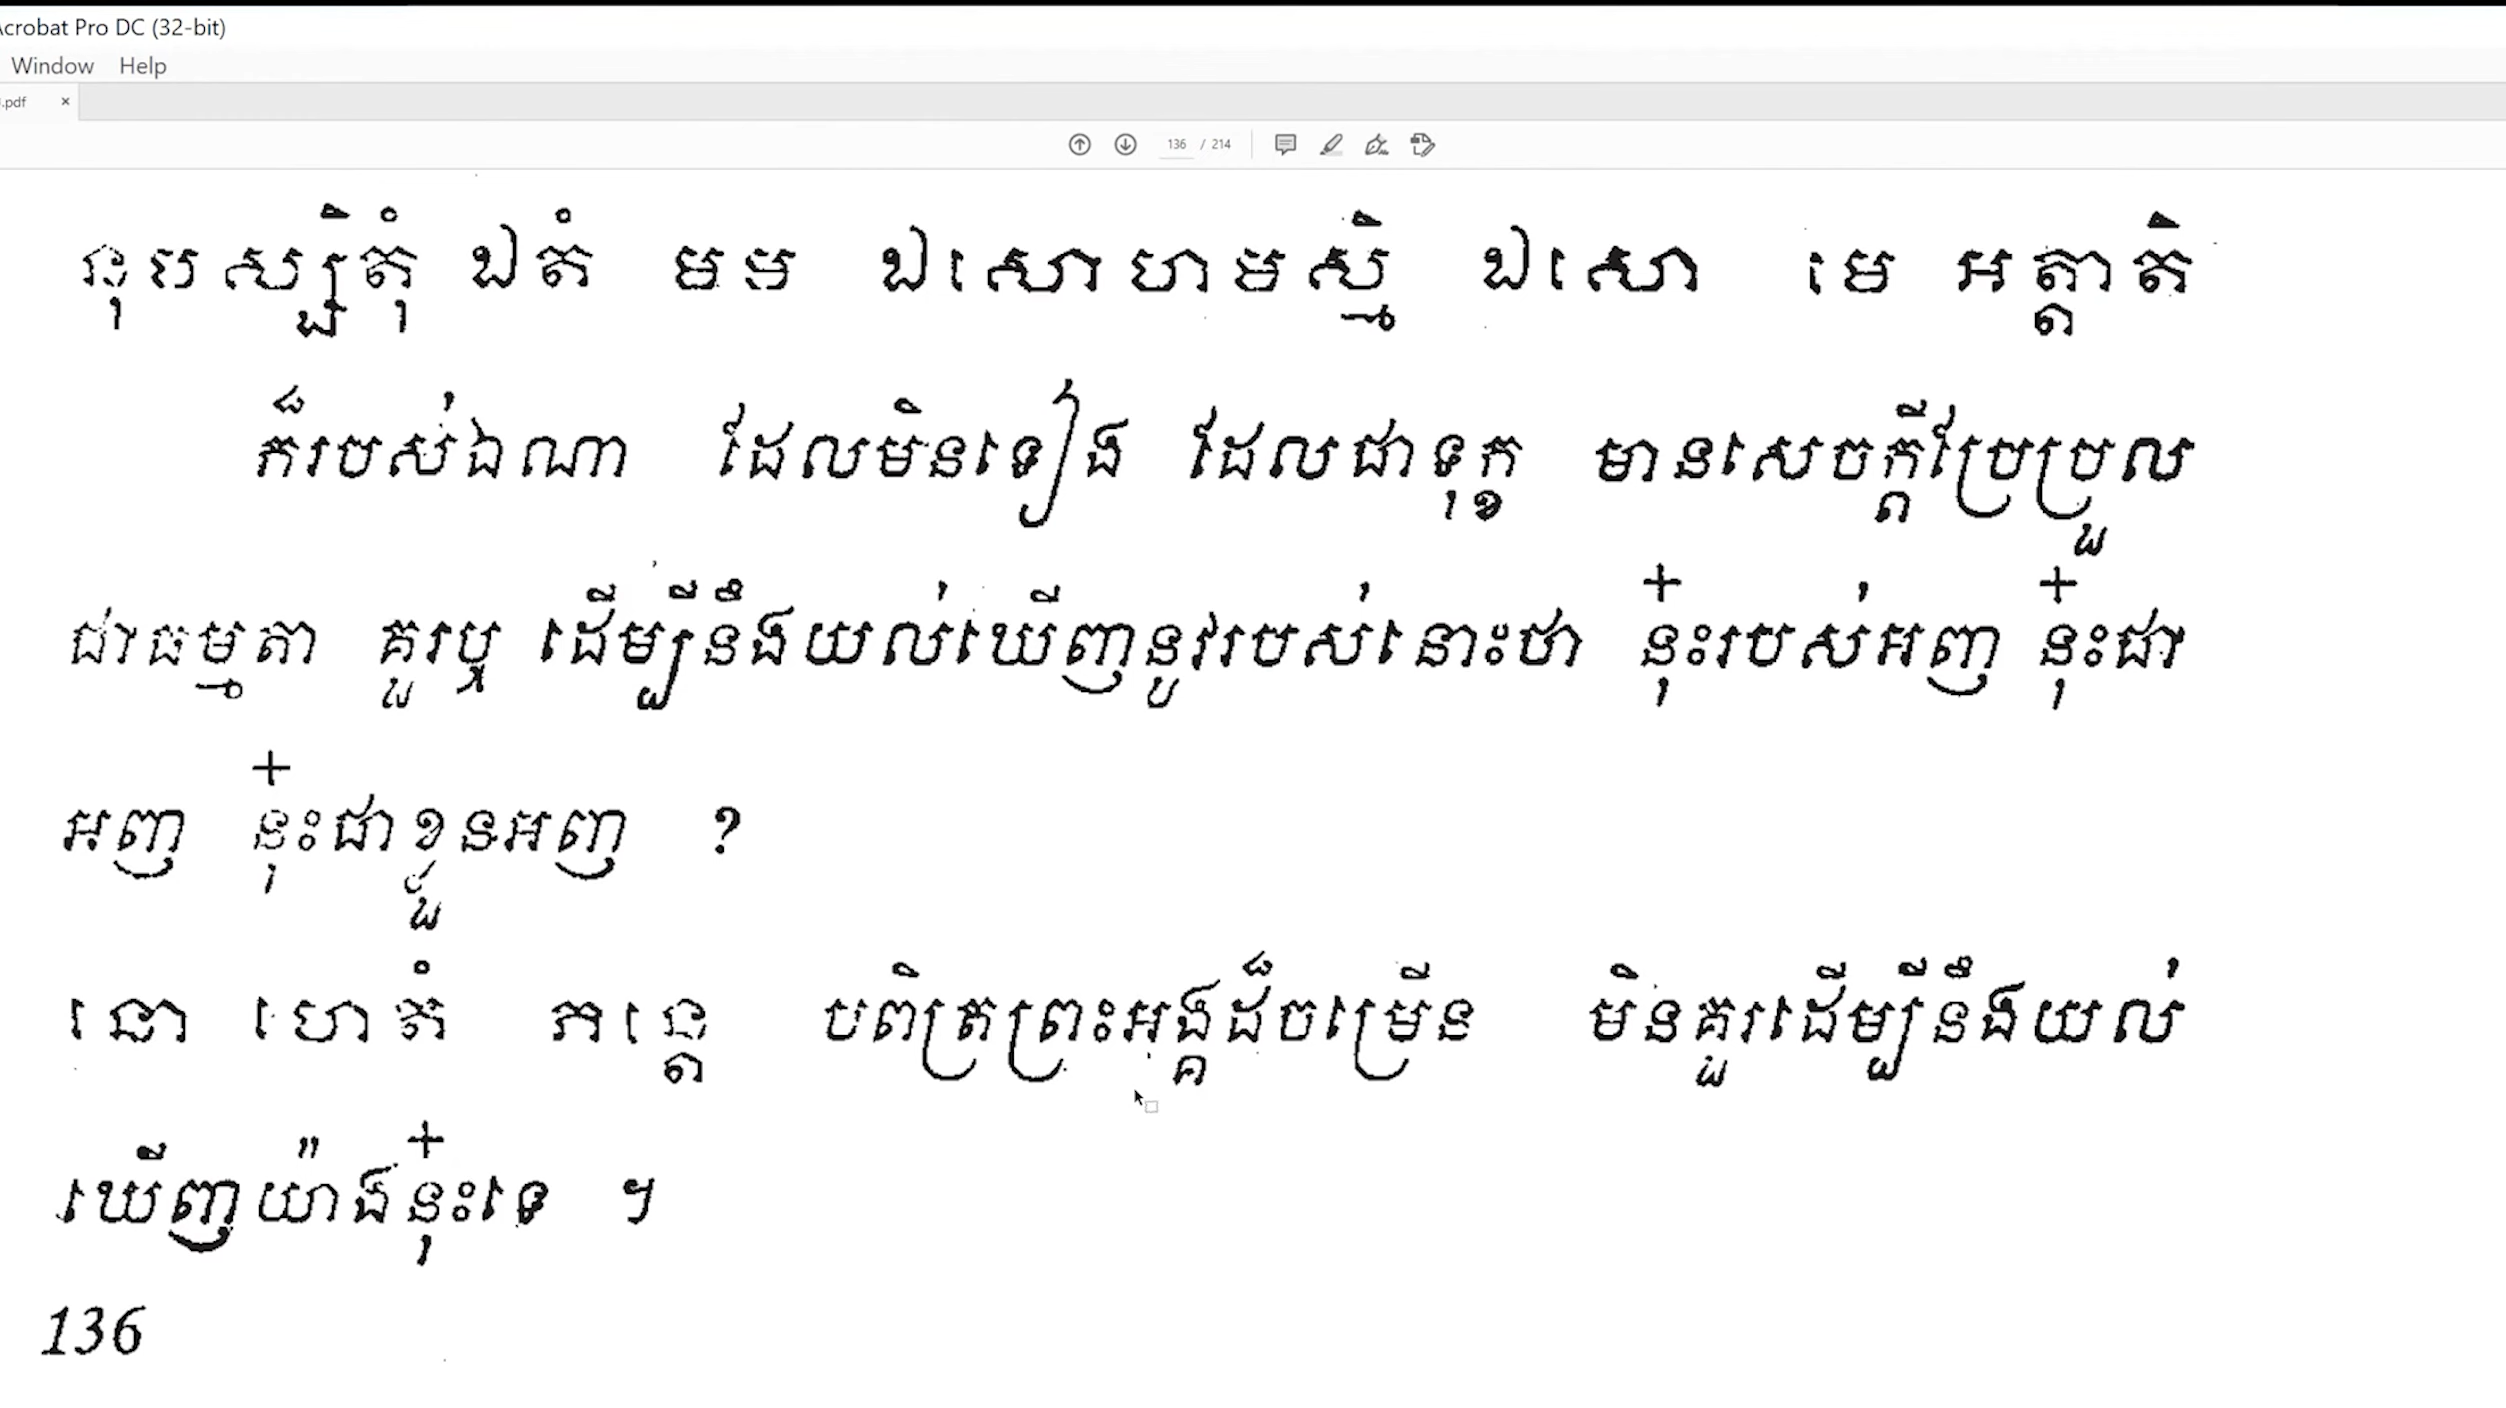 Acrobat Pro DC (32-bit)
Window Help
.pdf ×
136 / 214
នុបស្សិតុំ ឯតំ មម ឯសោហមស្មិ ឯសោ មេ អត្តាតិ
ក៏របស់ឯណា ដែលមិនទៀង ដែលជាទុក្ខ មានសេចក្តីប្រែប្រួល
ជាធម្មតា គួរឬ ដើម្បីនឹងយល់ឃើញនូវរបស់នោះថា នុ៎ះរបស់អញ នុ៎ះជា
អញ នុ៎ះជាខ្លួនអញ ?
នោ ហេតំ ភន្តេ បពិត្រព្រះអង្គដ៏ចម្រើន មិនគួរដើម្បីនឹងយល់
ឃើញយ៉ាងនុ៎ះទេ ។
136